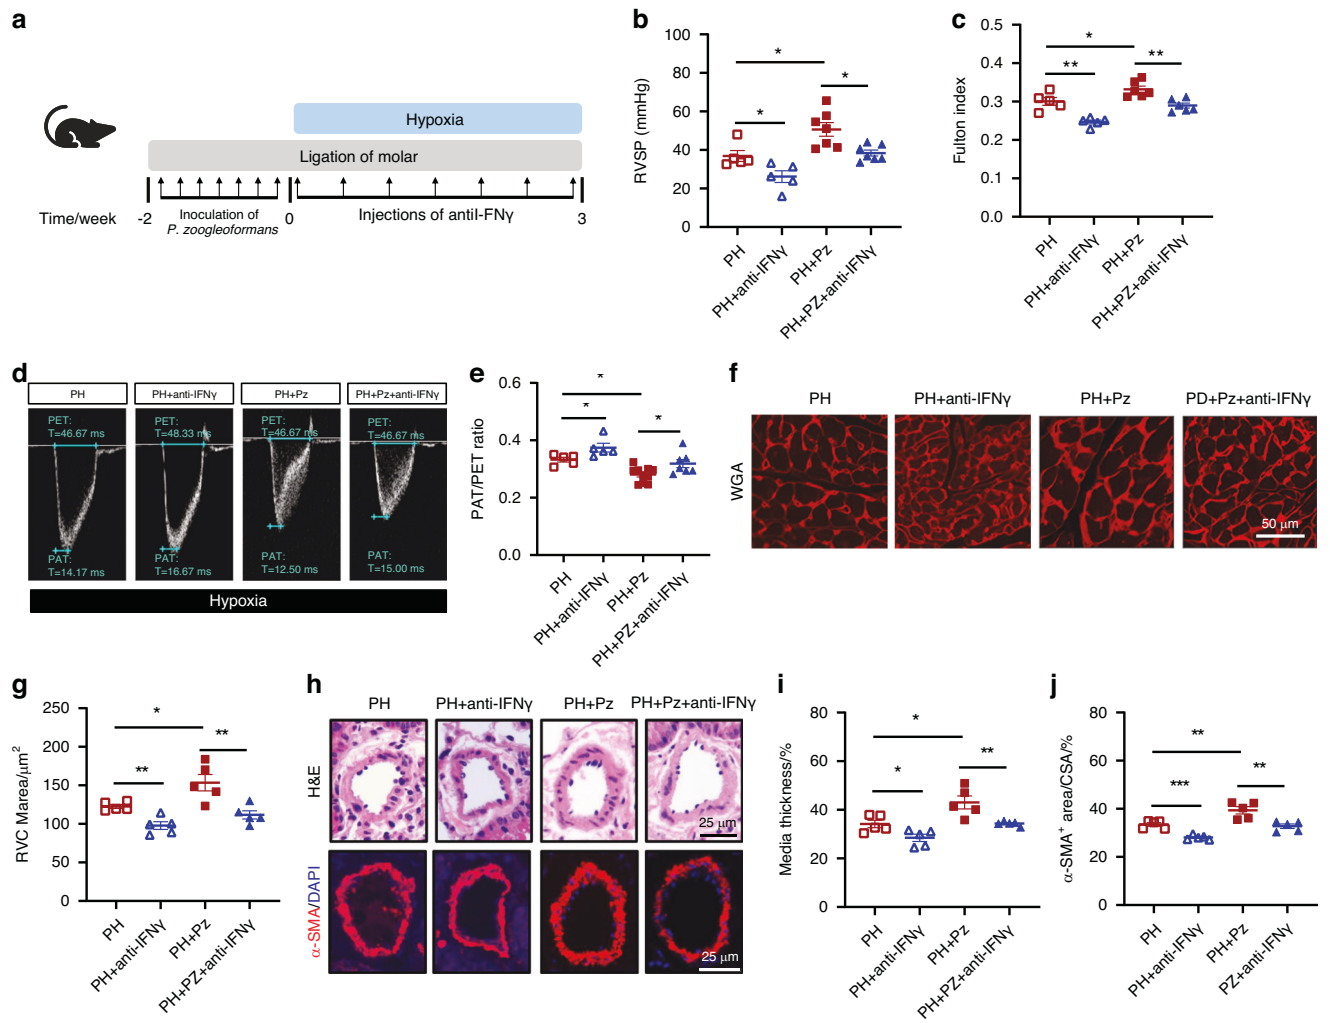 a
Hypoxia
Ligation of molar
Time/week
-2
Inoculation of
P. zoogleoformans
0
Injections of antiI-FNγ
3
b
RVSP (mmHg)
100
80
60
40
20
0
*
*
*
PH
PH+anti-IFNγ
PH+Pz
PH+PZ+anti-IFNγ
c
Fulton index
0.5
0.4
0.3
0.2
0.1
0.0
*
**
**
PH
PH+anti-IFNγ
PH+Pz
PH+PZ+anti-IFNγ
d
PH
PH+anti-IFNγ
PH+Pz
PH+Pz+anti-IFNγ
PET:
T=46.67 ms
PAT:
T=14.17 ms
PET:
T=48.33 ms
PAT:
T=16.67 ms
PET:
T=46.67 ms
PAT:
T=12.50 ms
PET:
T=46.67 ms
PAT:
T=15.00 ms
Hypoxia
e
PAT/PET ratio
0.6
0.4
0.2
0.0
*
*
*
PH
PH+anti-IFNγ
PH+Pz
PH+PZ+anti-IFNγ
f
PH
PH+anti-IFNγ
PH+Pz
PD+Pz+anti-IFNγ
WGA
50 μm
g
RVC Marea/μm²
250
200
150
100
50
0
*
**
**
PH
PH+anti-IFNγ
PH+Pz
PH+PZ+anti-IFNγ
h
PH
PH+anti-IFNγ
PH+Pz
PH+Pz+anti-IFNγ
H&E
25 μm
α-SMA/DAPI
25 μm
i
Media thickness/%
80
60
40
20
0
*
*
**
PH
PH+anti-IFNγ
PH+Pz
PH+PZ+anti-IFNγ
j
α-SMA⁺ area/CSA/%
80
60
40
20
0
**
***
**
PH
PH+anti-IFNγ
PH+Pz
PZ+anti-IFNγ